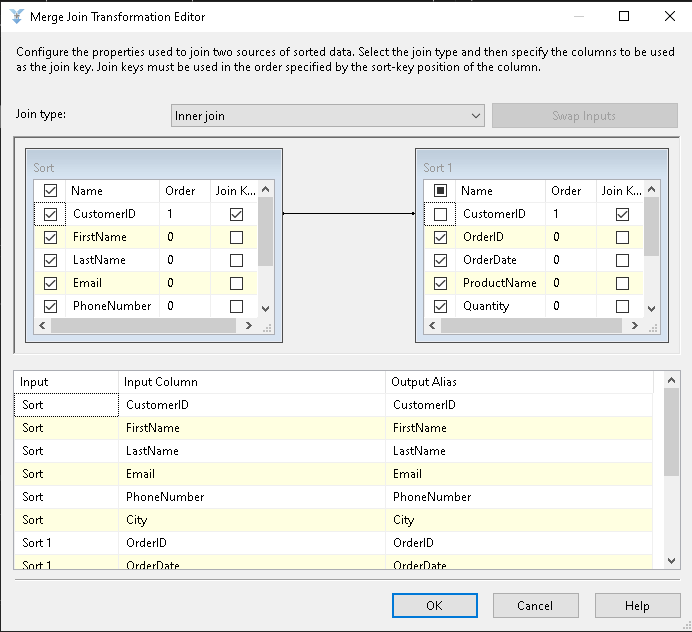 Merge Join Transformation Editor
Configure the properties used to join two sources of sorted data. Select the join type and then specify the columns to be used
as the join key. Join keys must be used in the order specified by the sort-key position of the column.
Join type: Inner join Swap Inputs
Sort
Name Order Join K...
CustomerID 1
FirstName 0
LastName 0
Email 0
PhoneNumber 0
Sort 1
Name Order Join K...
CustomerID 1
OrderID 0
OrderDate 0
ProductName 0
Quantity 0
Input Input Column Output Alias
Sort CustomerID CustomerID
Sort FirstName FirstName
Sort LastName LastName
Sort Email Email
Sort PhoneNumber PhoneNumber
Sort City City
Sort 1 OrderID OrderID
Sort 1 OrderDate OrderDate
OK Cancel Help